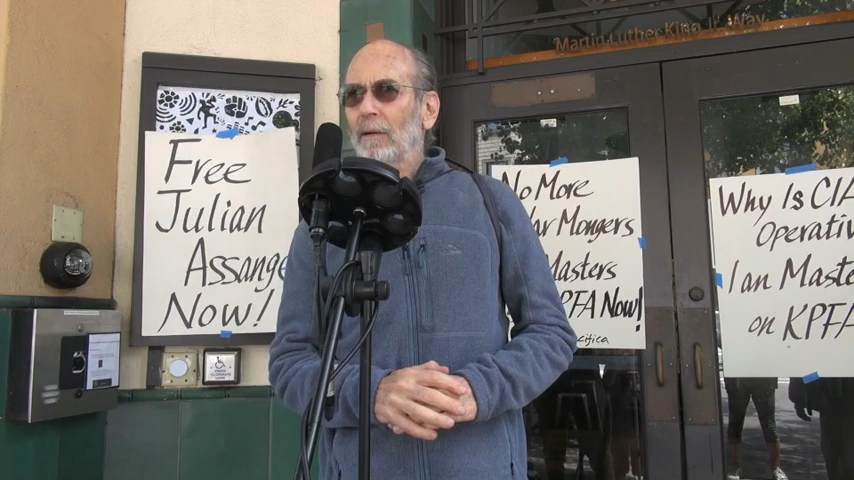 Martin Luther King Jr Way
Free
Julian
Assange
Now!
No More
War Mongers
Masters
KPFA Now!
Pacifica
Why Is CIA
Operative
Ian Masters
on KPFA